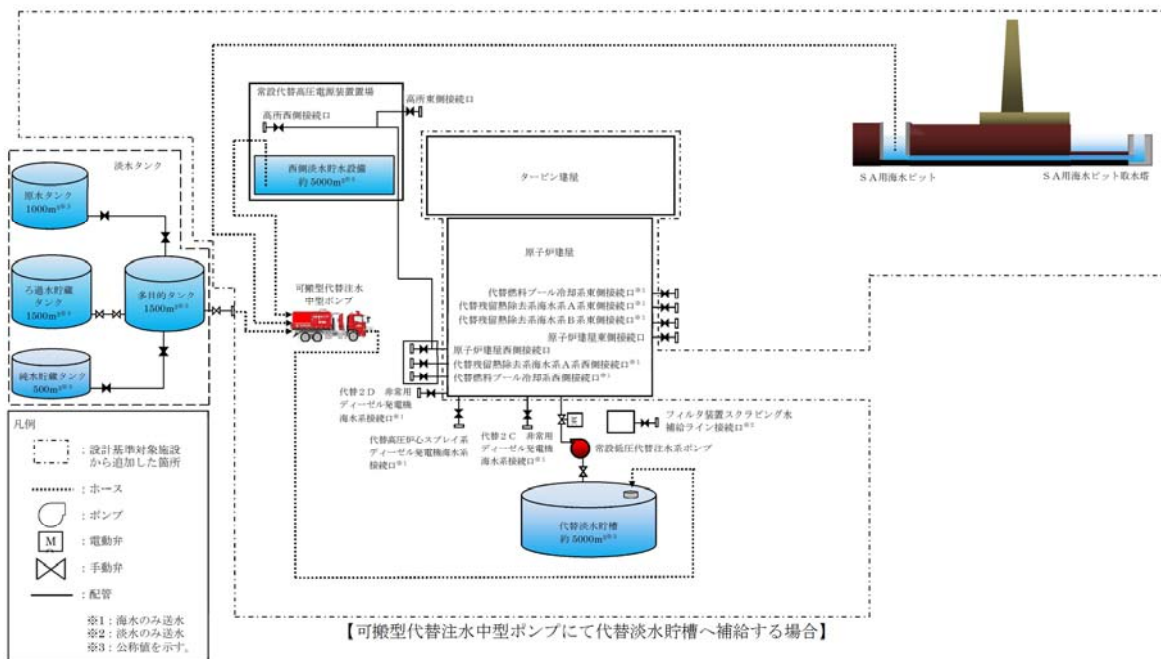 常設代替高圧電源装置置場
高所東側接続口
高所西側接続口
西側淡水貯水設備
約5000m³※3
淡水タンク
原水タンク
1000m³※3
ろ過水貯蔵
タンク
1500m³※3
多目的タンク
1500m³※3
純水貯蔵タンク
500m³※3
可搬型代替注水
中型ポンプ
タービン建屋
原子炉建屋
代替燃料プール冷却系東側接続口※1
代替残留熱除去系海水系A系東側接続口※1
代替残留熱除去系海水系B系東側接続口※1
原子炉建屋東側接続口
原子炉建屋西側接続口
代替残留熱除去系海水系A系西側接続口※1
代替燃料プール冷却系西側接続口※1
代替2D 非常用
ディーゼル発電機
海水系接続口※1
代替高圧炉心スプレイ系
ディーゼル発電機海水系
接続口※1
代替2C 非常用
ディーゼル発電機
海水系接続口※1
M
常設低圧代替注水系ポンプ
フィルタ装置スクラビング水
補給ライン接続口※2
代替淡水貯槽
約5000m³※3
SA用海水ピット
SA用海水ピット取水塔
凡例
:設計基準対象施設
から追加した箇所
:ホース
:ポンプ
M
:電動弁
:手動弁
:配管
※1:海水のみ送水
※2:淡水のみ送水
※3:公称値を示す。
【可搬型代替注水中型ポンプにて代替淡水貯槽へ補給する場合】